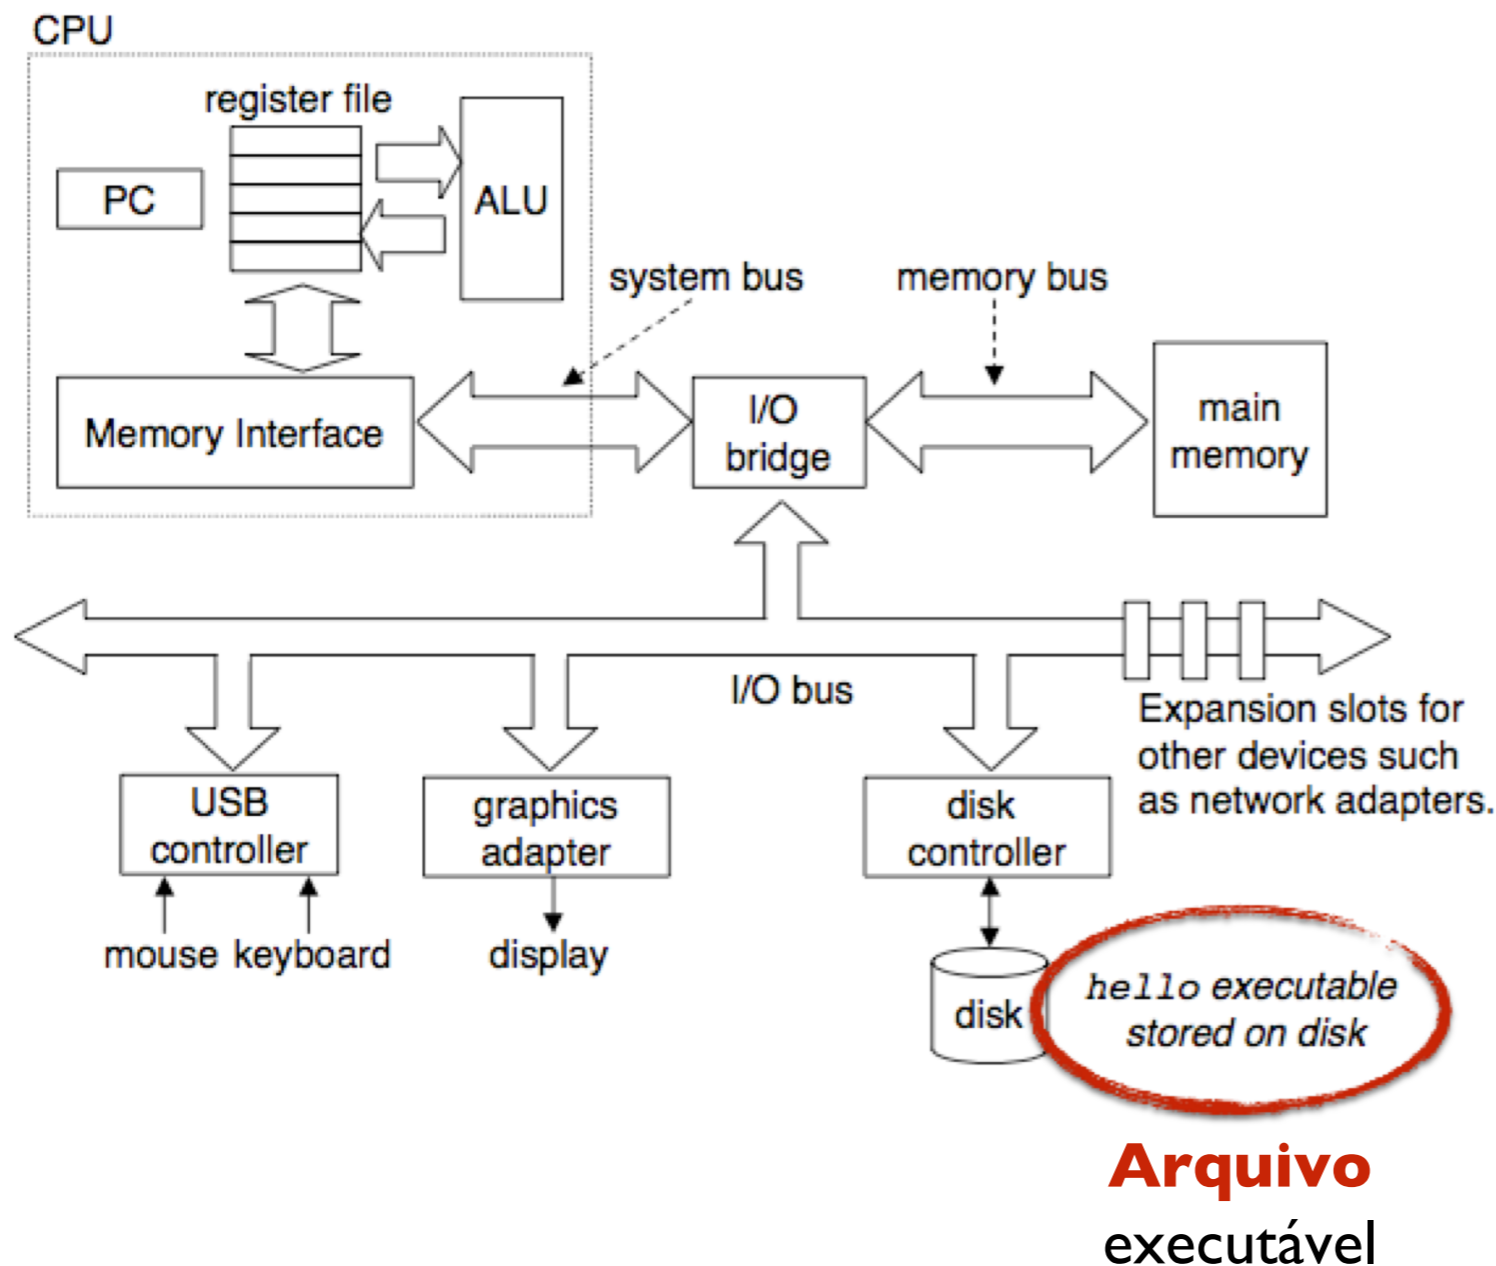 CPU
register file
PC
ALU
system bus
memory bus
Memory Interface
I/O
bridge
main
memory
I/O bus
Expansion slots for
other devices such
as network adapters.
USB
controller
graphics
adapter
disk
controller
mouse
keyboard
display
disk
hello executable
stored on disk
Arquivo
executável